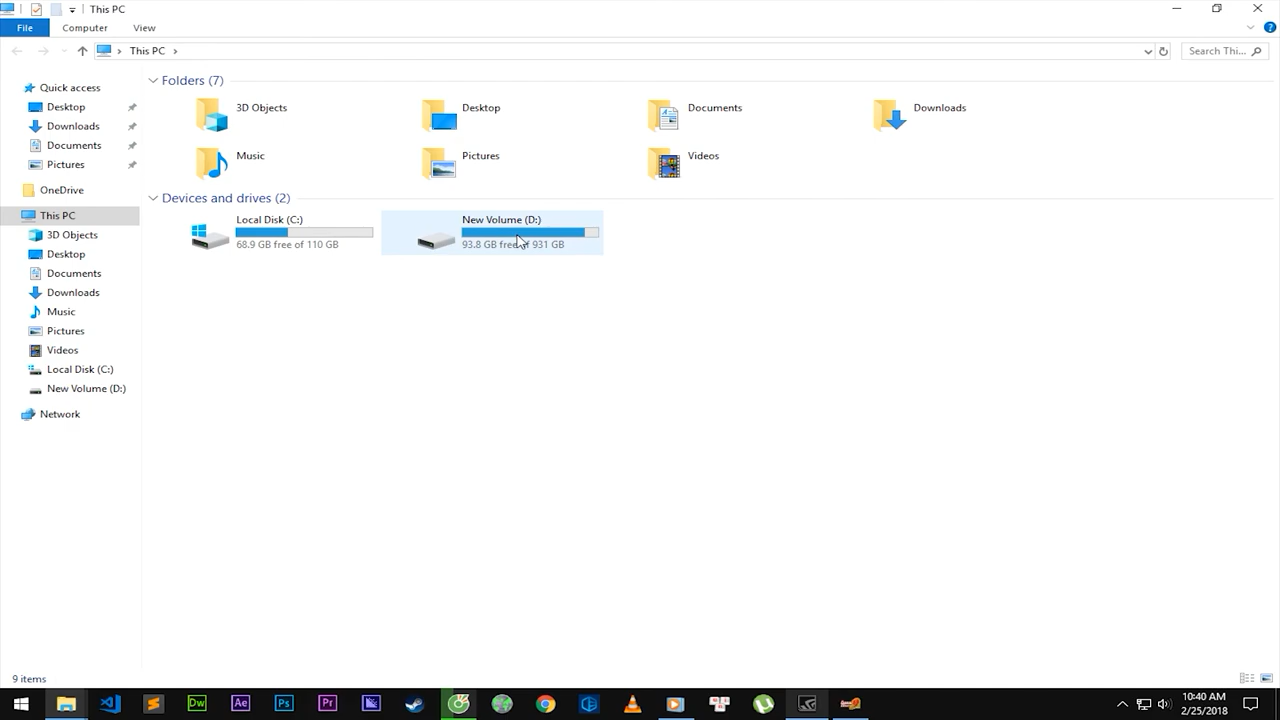 This PC
File Computer View
This PC
Search Thi...
Quick access
Desktop
Downloads
Documents
Pictures
OneDrive
This PC
3D Objects
Desktop
Documents
Downloads
Music
Pictures
Videos
Local Disk (C:)
New Volume (D:)
Network
Folders (7)
3D Objects
Desktop
Documents
Downloads
Music
Pictures
Videos
Devices and drives (2)
Local Disk (C:)
68.9 GB free of 110 GB
New Volume (D:)
93.8 GB free of 931 GB
9 items
Dw Ae Ps Pr
10:40 AM
2/25/2018